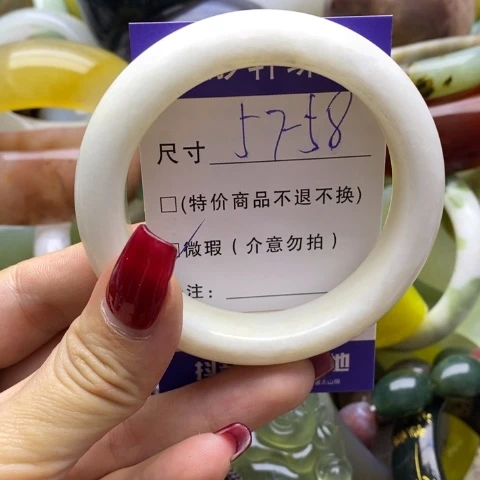 尺寸 57-58
□(特价商品不退不换)
微瑕(介意勿拍)
注: